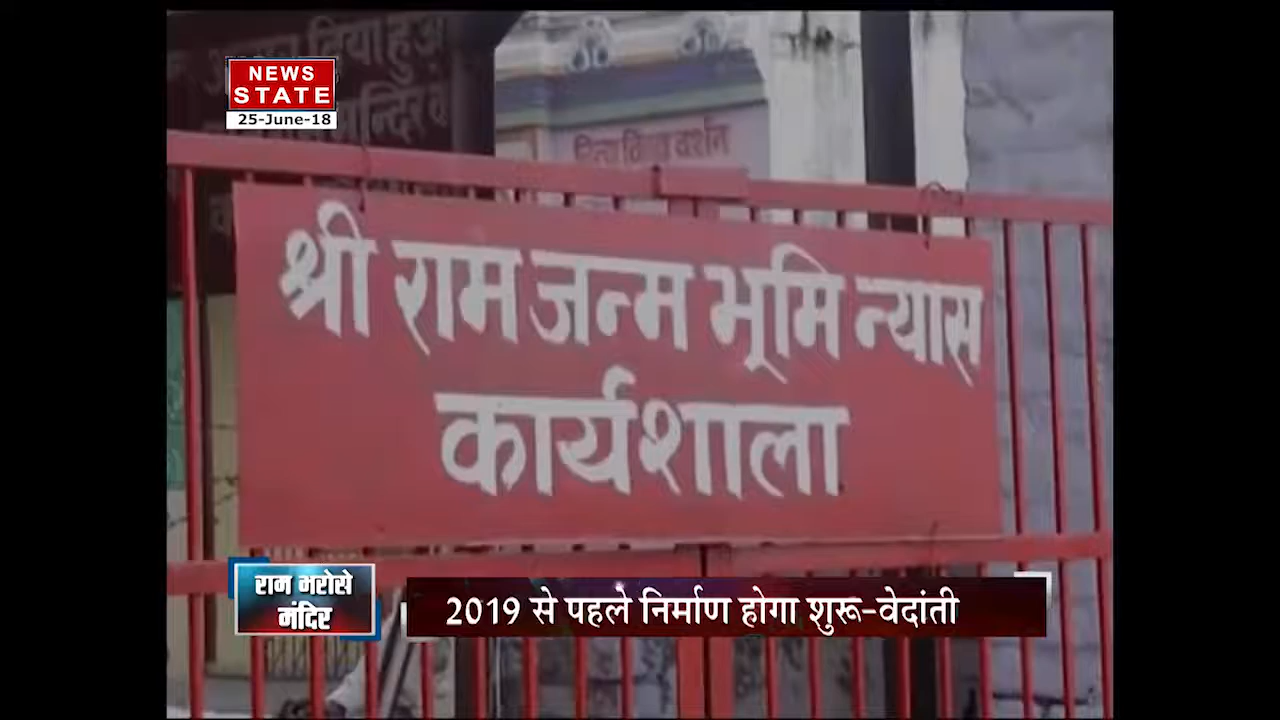 NEWS
STATE
25-June-18
श्री राम जन्म भूमि न्यास
कार्यशाला
राम भरोसे
मंदिर
2019 से पहले निर्माण होगा शुरू-वेदांती